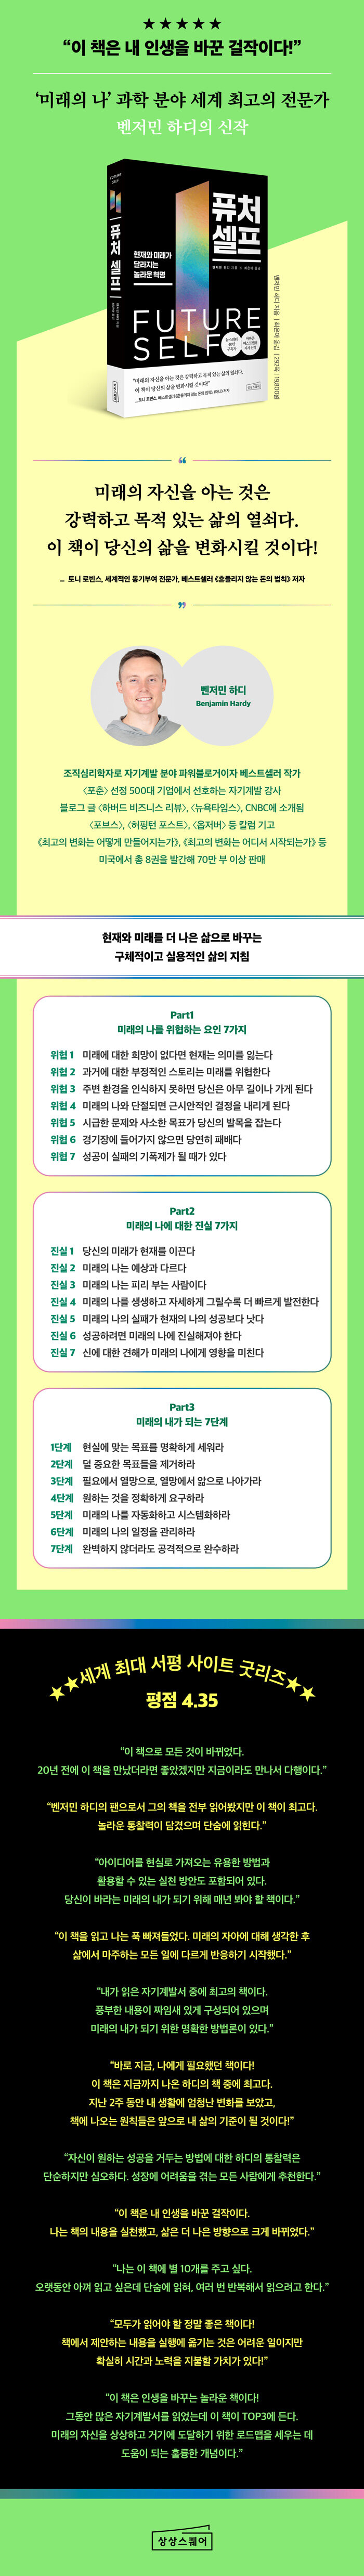 “이 책은 내 인생을 바꾼 걸작이다!”
‘미래의 나’ 과학 분야 세계 최고의 전문가
벤저민 하디의 신작
FUTURE SELF
퓨처
셀프
퓨처
셀프
현재와 미래가
달라지는
놀라운 혁명
벤저민 하디 지음
FUTURE
SELF
“미래의 자신을 아는 것은 강력하고 목적 있는 삶의 열쇠다.
이 책이 당신의 삶을 변화시킬 것이다!”
벤저민 하디 지음 | 최은아 옮김 | 292쪽 | 19,800원
“
미래의 자신을 아는 것은
강력하고 목적 있는 삶의 열쇠다.
이 책이 당신의 삶을 변화시킬 것이다!
_ 토니 로빈스, 세계적인 동기부여 전문가, 베스트셀러 《흔들리지 않는 돈의 법칙》 저자
”
벤저민 하디
Benjamin Hardy
조직심리학자로 자기계발 분야 파워블로거이자 베스트셀러 작가
〈포춘〉 선정 500대 기업에서 선호하는 자기계발 강사
블로그 글 〈하버드 비즈니스 리뷰〉, 〈뉴욕타임스〉, CNBC에 소개됨
〈포브스〉, 〈허핑턴 포스트〉, 〈옵저버〉 등 칼럼 기고
《최고의 변화는 어떻게 만들어지는가》, 《최고의 변화는 어디서 시작되는가》 등
미국에서 총 8권을 발간해 70만 부 이상 판매
현재와 미래를 더 나은 삶으로 바꾸는
구체적이고 실용적인 삶의 지침
Part1
미래의 나를 위협하는 요인 7가지
위협 1 미래에 대한 희망이 없다면 현재는 의미를 잃는다
위협 2 과거에 대한 부정적인 스토리는 미래를 위협한다
위협 3 주변 환경을 인식하지 못하면 당신은 아무 길이나 가게 된다
위협 4 미래의 나와 단절되면 근시안적인 결정을 내리게 된다
위협 5 시급한 문제와 사소한 목표가 당신의 발목을 잡는다
위협 6 경기장에 들어가지 않으면 당연히 패배다
위협 7 성공이 실패의 기폭제가 될 때가 있다
Part2
미래의 나에 대한 진실 7가지
진실 1 당신의 미래가 현재를 이끈다
진실 2 미래의 나는 예상과 다르다
진실 3 미래의 나는 피리 부는 사람이다
진실 4 미래의 나를 생생하고 자세하게 그릴수록 더 빠르게 발전한다
진실 5 미래의 나의 실패가 현재의 나의 성공보다 낫다
진실 6 성공하려면 미래의 나에 진실해져야 한다
진실 7 신에 대한 견해가 미래의 나에게 영향을 미친다
Part3
미래의 내가 되는 7단계
1단계 현실에 맞는 목표를 명확하게 세워라
2단계 덜 중요한 목표들을 제거하라
3단계 필요에서 열망으로, 열망에서 앎으로 나아가라
4단계 원하는 것을 정확하게 요구하라
5단계 미래의 나를 자동화하고 시스템화하라
6단계 미래의 나의 일정을 관리하라
7단계 완벽하지 않더라도 공격적으로 완수하라
세계 최대 서평 사이트 굿리즈
평점 4.35
“이 책으로 모든 것이 바뀌었다.
20년 전에 이 책을 만났더라면 좋았겠지만 지금이라도 만나서 다행이다.”
“벤저민 하디의 팬으로서 그의 책을 전부 읽어봤지만 이 책이 최고다.
놀라운 통찰력이 담겼으며 단숨에 읽힌다.”
“아이디어를 현실로 가져오는 유용한 방법과
활용할 수 있는 실천 방안도 포함되어 있다.
당신이 바라는 미래의 내가 되기 위해 매년 봐야 할 책이다.”
“이 책을 읽고 나는 푹 빠져들었다. 미래의 자아에 대해 생각한 후
삶에서 마주하는 모든 일에 다르게 반응하기 시작했다.”
“내가 읽은 자기계발서 중에 최고의 책이다.
풍부한 내용이 짜임새 있게 구성되어 있으며
미래의 내가 되기 위한 명확한 방법론이 있다.”
“바로 지금, 나에게 필요했던 책이다!
이 책은 지금까지 나온 하디의 책 중에 최고다.
지난 2주 동안 내 생활에 엄청난 변화를 보았고,
책에 나오는 원칙들은 앞으로 내 삶의 기준이 될 것이다!”
“자신이 원하는 성공을 거두는 방법에 대한 하디의 통찰력은
단순하지만 심오하다. 성장에 어려움을 겪는 모든 사람에게 추천한다.”
“이 책은 내 인생을 바꾼 걸작이다.
나는 책의 내용을 실천했고, 삶은 더 나은 방향으로 크게 바뀌었다.”
“나는 이 책에 별 10개를 주고 싶다.
오랫동안 아껴 읽고 싶은데 단숨에 읽혀, 여러 번 반복해서 읽으려고 한다.”
“모두가 읽어야 할 정말 좋은 책이다!
책에서 제안하는 내용을 실행에 옮기는 것은 어려운 일이지만
확실히 시간과 노력을 지불할 가치가 있다!”
“이 책은 인생을 바꾸는 놀라운 책이다!
그동안 많은 자기계발서를 읽었는데 이 책이 TOP3에 든다.
미래의 자신을 상상하고 거기에 도달하기 위한 로드맵을 세우는 데
도움이 되는 훌륭한 개념이다.”
상상스퀘어